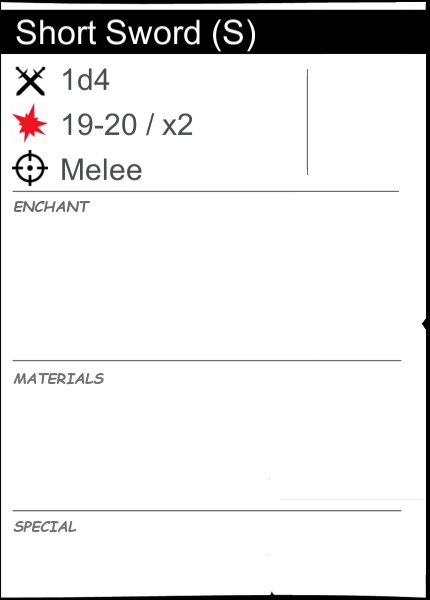 Short Sword (S)
1d4
19-20 / x2
Melee
ENCHANT
MATERIALS
SPECIAL